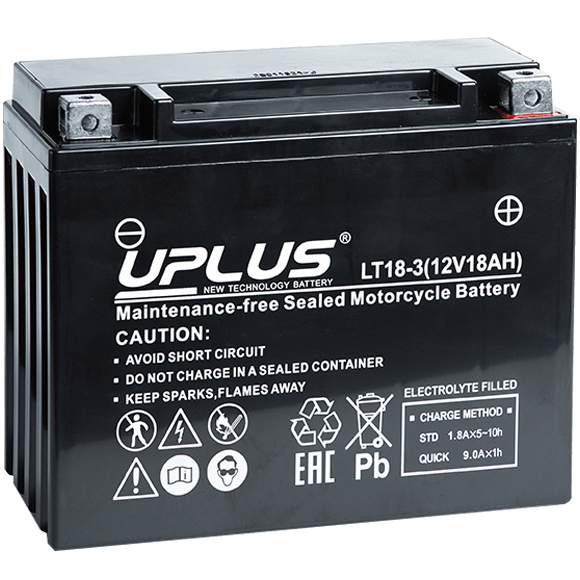 UPLUS®
NEW TECHNOLOGY BATTERY
LT18-3(12V18AH)
Maintenance-free Sealed Motorcycle Battery
CAUTION:
▪ AVOID SHORT CIRCUIT
▪ DO NOT CHARGE IN A SEALED CONTAINER
▪ KEEP SPARKS,FLAMES AWAY
ELECTROLYTE FILLED
▪ CHARGE METHOD ▪
STD 1.8A×5~10h
QUICK 9.0A×1h
EAC Pb